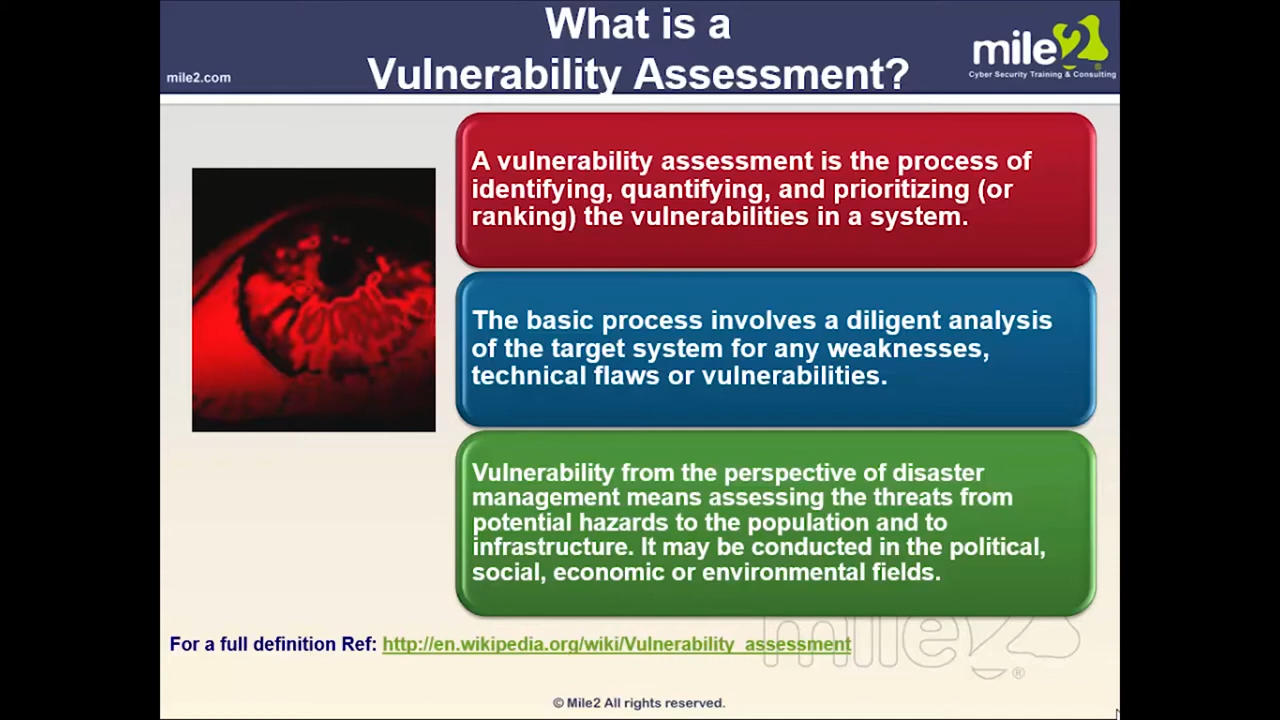 What is a
Vulnerability Assessment?
mile2.com
mile2
Cyber Security Training & Consulting
A vulnerability assessment is the process of
identifying, quantifying, and prioritizing (or
ranking) the vulnerabilities in a system.
The basic process involves a diligent analysis
of the target system for any weaknesses,
technical flaws or vulnerabilities.
Vulnerability from the perspective of disaster
management means assessing the threats from
potential hazards to the population and to
infrastructure. It may be conducted in the political,
social, economic or environmental fields.
For a full definition Ref: http://en.wikipedia.org/wiki/Vulnerability_assessment
mile2®
© Mile2 All rights reserved.